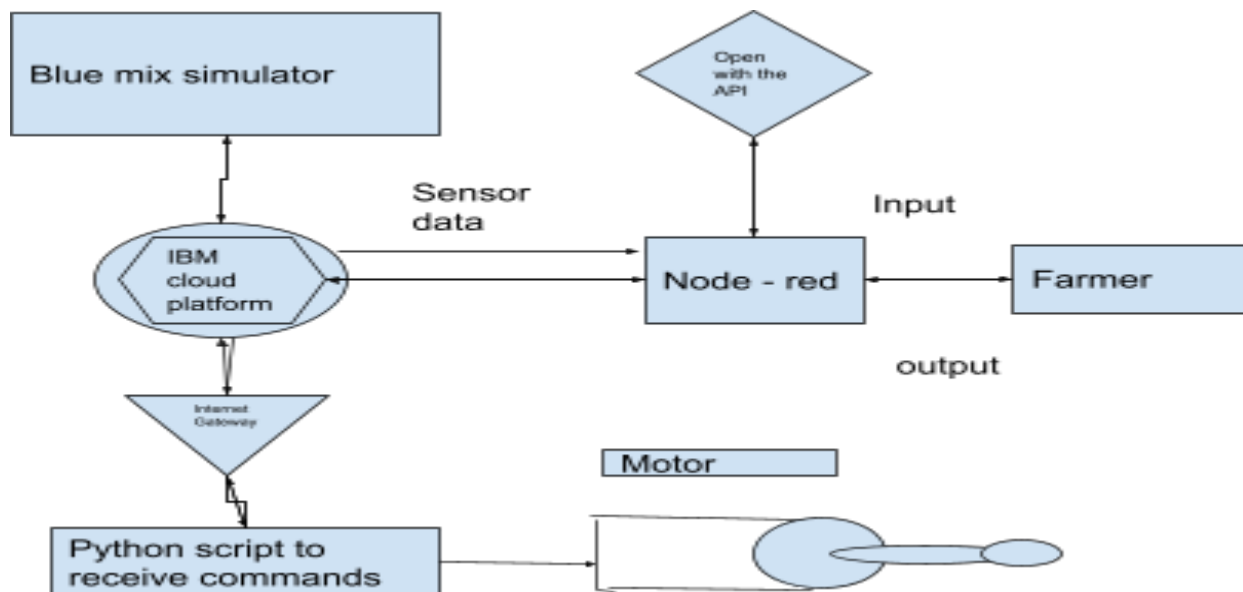 Blue mix simulator
Open
with the
API
Sensor
data
Input
IBM
cloud
platform
Node - red
Farmer
output
Internet
Gateway
Motor
Python script to
receive commands